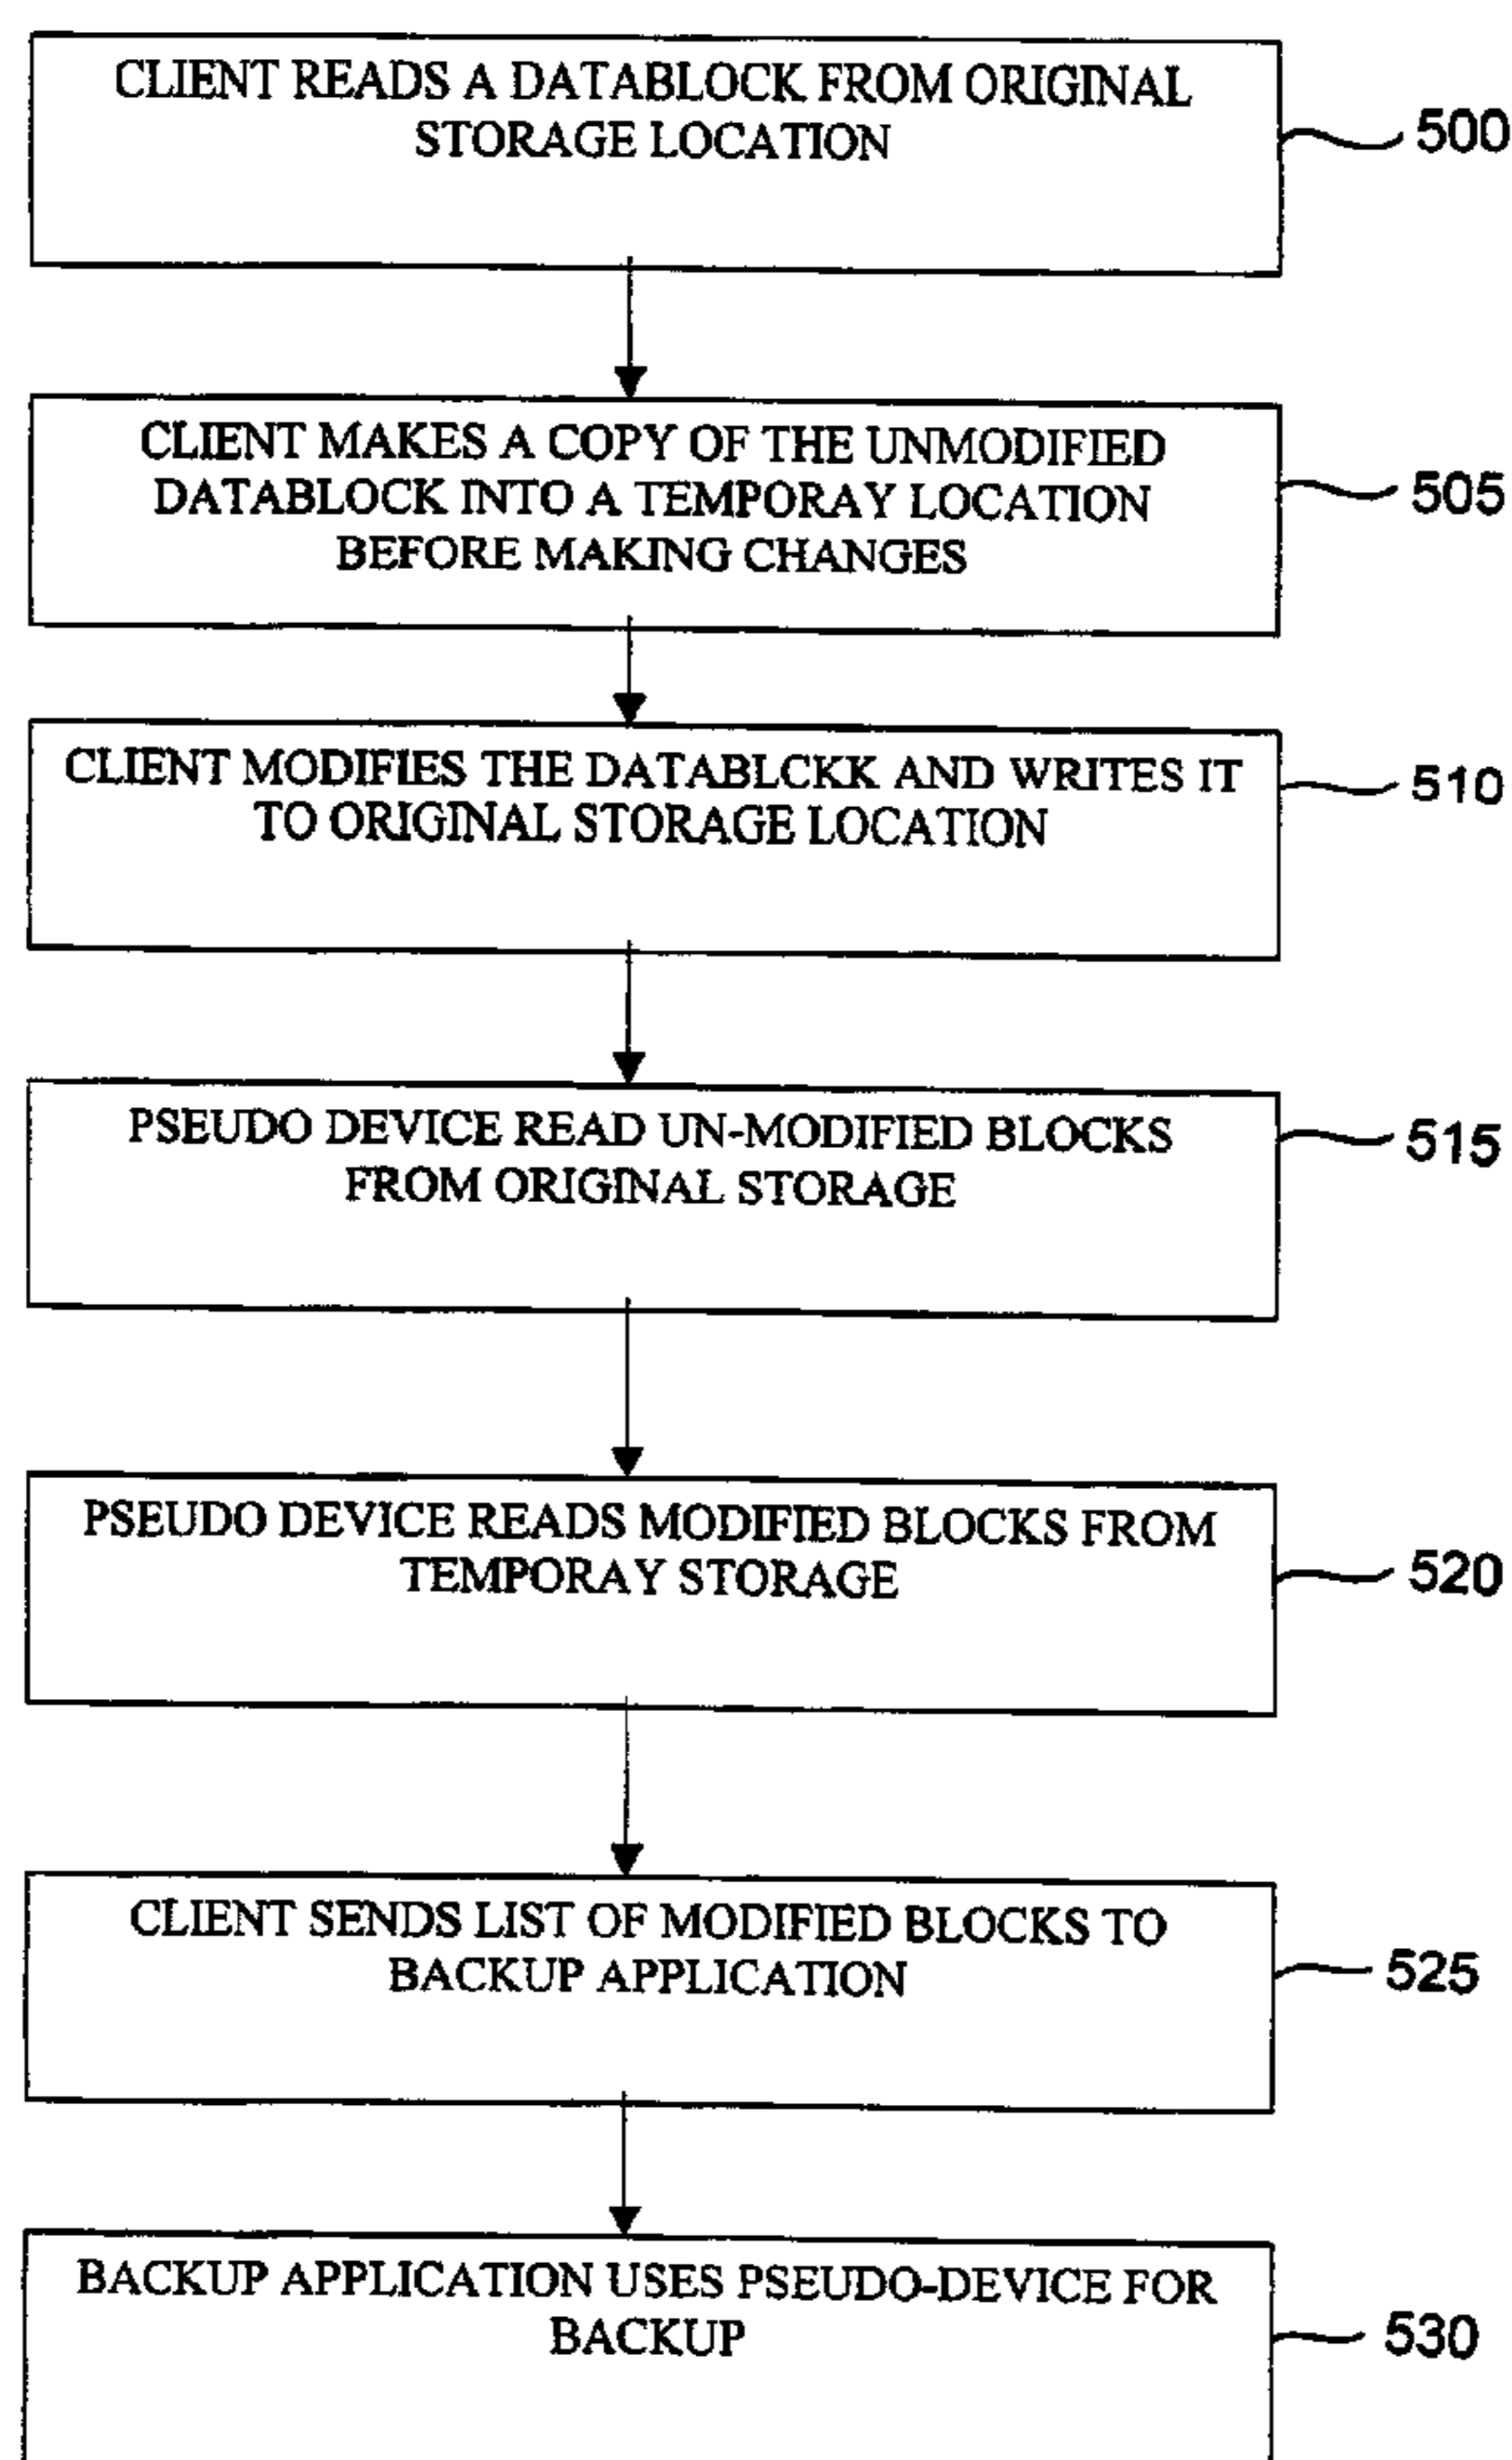 CLIENT READS A DATABLOCK FROM ORIGINAL
STORAGE LOCATION
500
CLIENT MAKES A COPY OF THE UNMODIFIED
DATABLOCK INTO A TEMPORAY LOCATION
BEFORE MAKING CHANGES
505
CLIENT MODIFIES THE DATABLCKK AND WRITES IT
TO ORIGINAL STORAGE LOCATION
510
PSEUDO DEVICE READ UN-MODIFIED BLOCKS
FROM ORIGINAL STORAGE
515
PSEUDO DEVICE READS MODIFIED BLOCKS FROM
TEMPORAY STORAGE
520
CLIENT SENDS LIST OF MODIFIED BLOCKS TO
BACKUP APPLICATION
525
BACKUP APPLICATION USES PSEUDO-DEVICE FOR
BACKUP
530